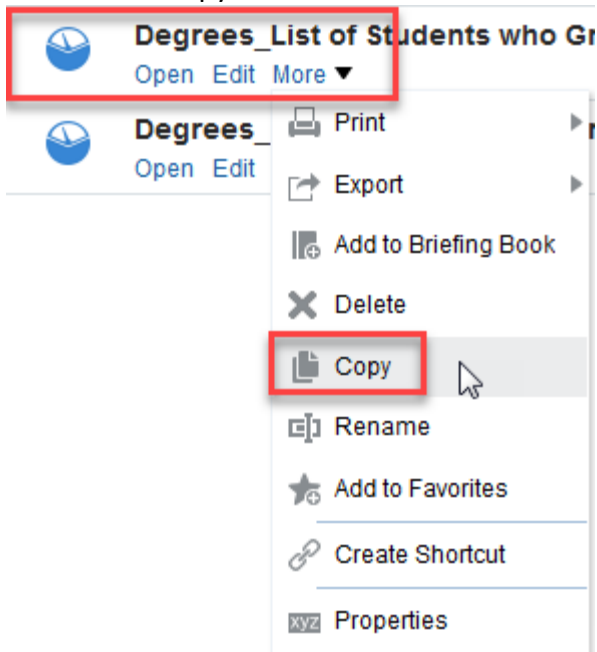 Degrees_List of Students who Gr
Open Edit More ▼
Degrees_
Open Edit
Print
Export
Add to Briefing Book
Delete
Copy
Rename
Add to Favorites
Create Shortcut
xyz Properties